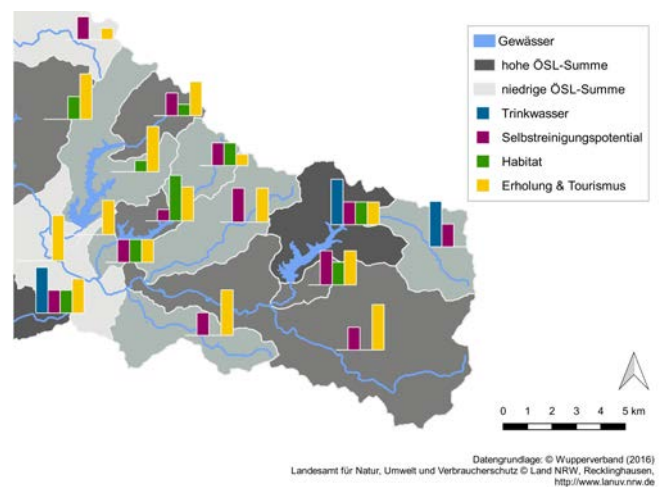 Gewässer
hohe ÖSL-Summe
niedrige ÖSL-Summe
Trinkwasser
Selbstreinigungspotential
Habitat
Erholung & Tourismus
0 1 2 3 4 5 km
Datengrundlage: © Wupperverband (2016)
Landesamt für Natur, Umwelt und Verbraucherschutz © Land NRW, Recklinghausen,
http://www.lanuv.nrw.de